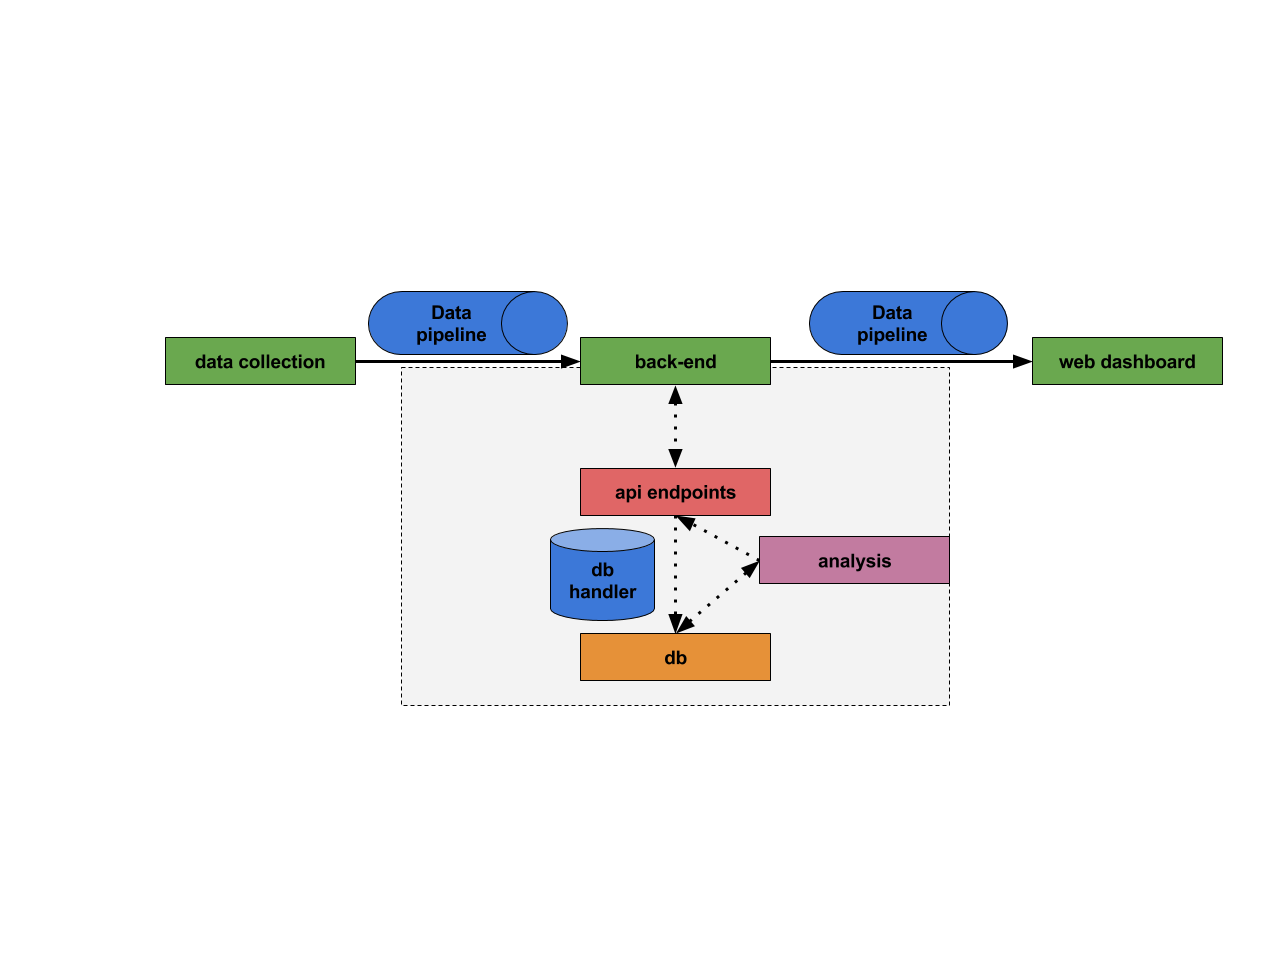 Data
pipeline
Data
pipeline
data collection
back-end
web dashboard
api endpoints
analysis
db
handler
db